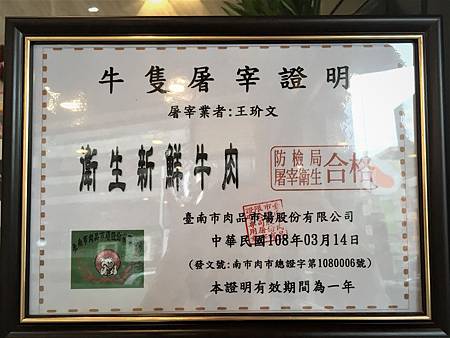 牛隻屠宰證明
屠宰業者:王玠文
衛生新鮮牛肉
防檢局
屠宰衛生
合格
臺南市肉品市場股份有限公司
中華民國108年03月14日
(發文號:南市肉市總證字第1080006號)
本證明有效期間為一年